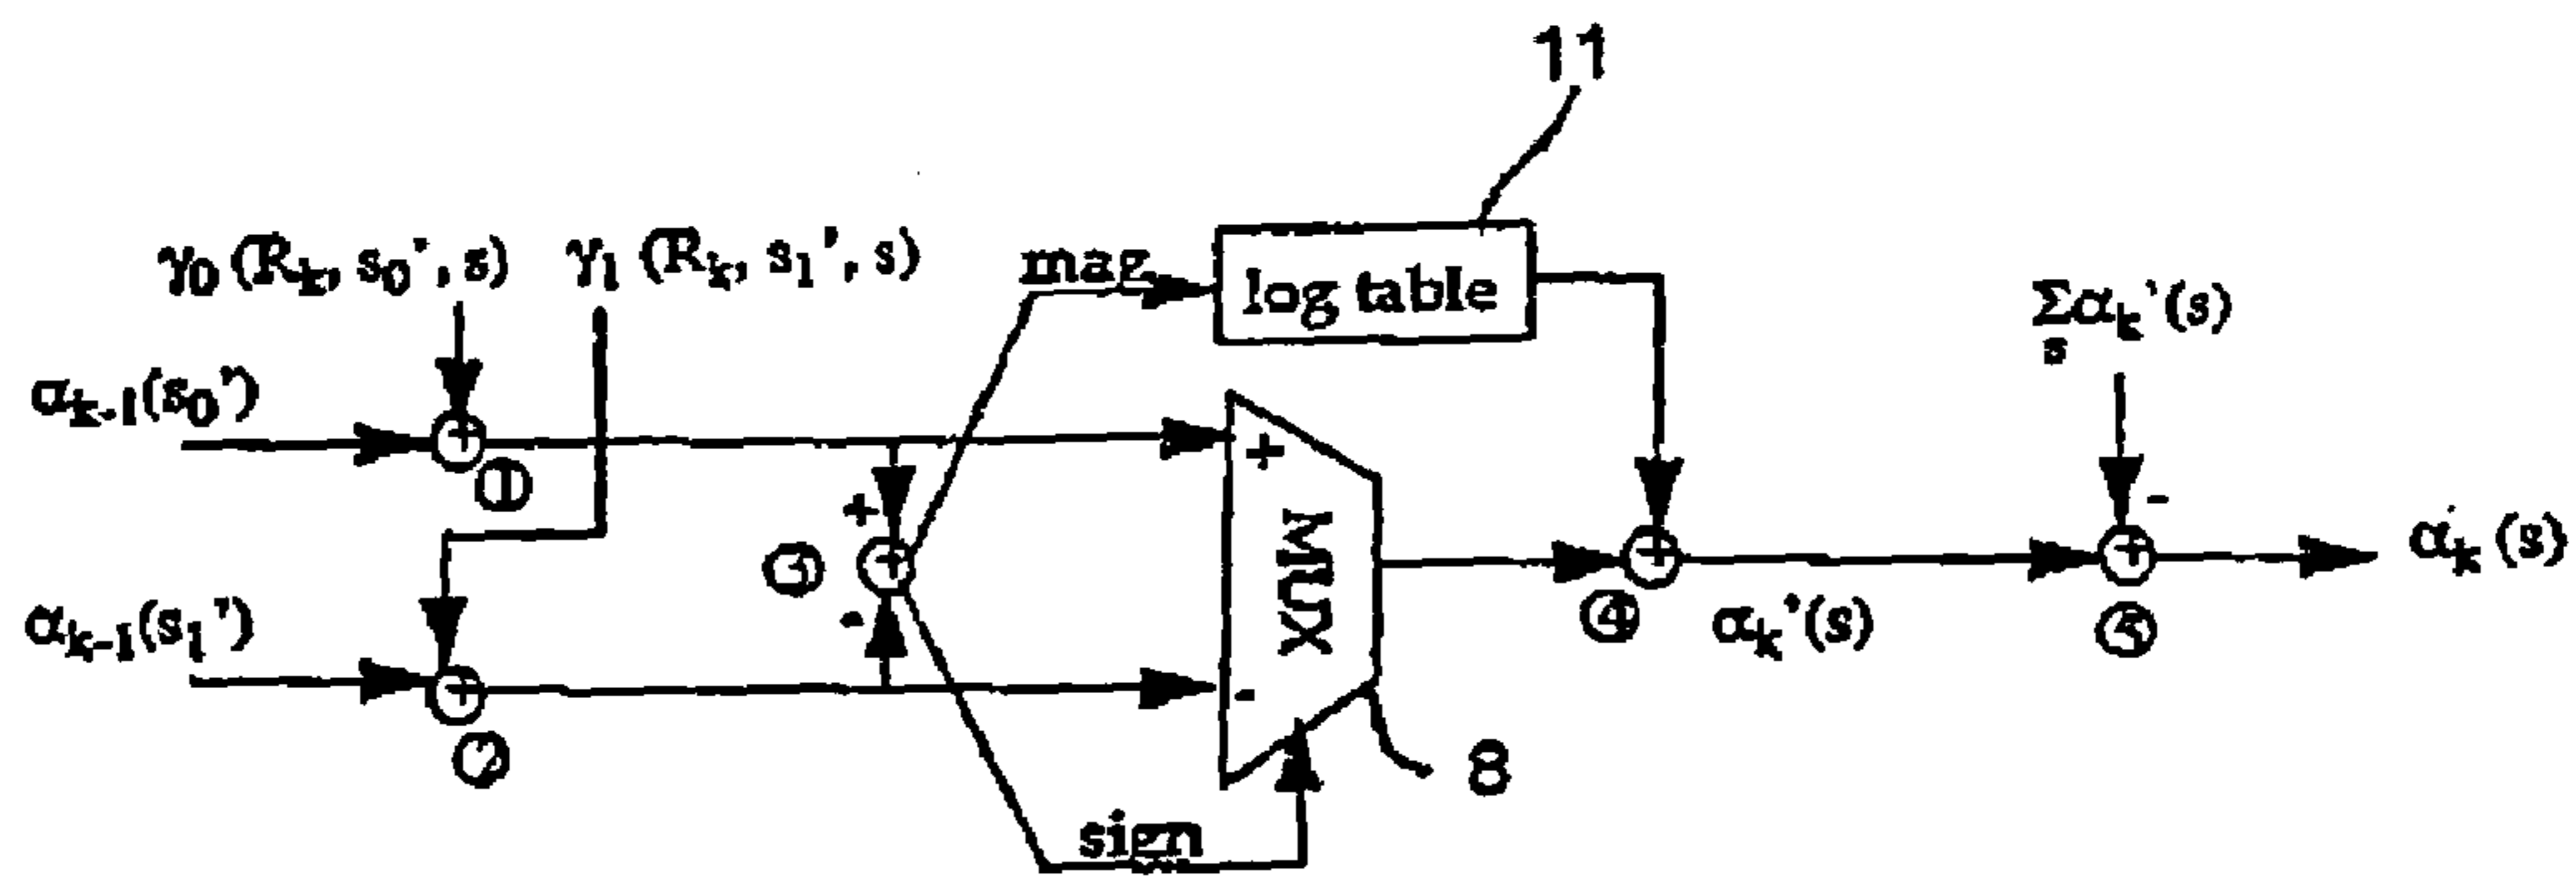 11
γ₀ (Rₖ, s₀', s)
γ₁ (Rₖ, s₁', s)
mag
log table
Σ αₖ'(s)
s
αₖ₋₁(s₀')
+
+
①
+
-
③
+
+
MUX
+
④
αₖ'(s)
-
+
⑤
αₖ (s)
αₖ₋₁(s₁')
-
+
②
8
sign